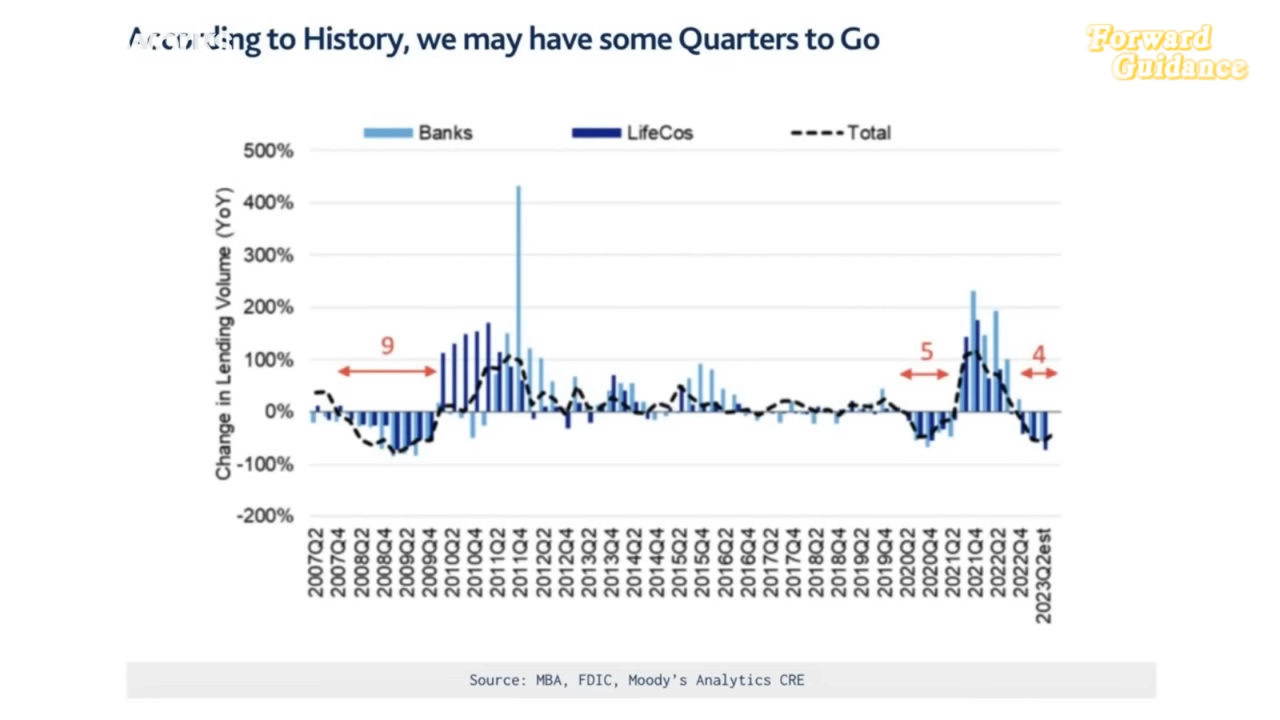 According to History, we may have some Quarters to Go
Forward
Guidance
Banks
LifeCos
Total
Change in Lending Volume (YoY)
500%
400%
300%
200%
100%
0%
-100%
-200%
9
5
4
2007Q2
2007Q4
2008Q2
2008Q4
2009Q2
2009Q4
2010Q2
2010Q4
2011Q2
2011Q4
2012Q2
2012Q4
2013Q2
2013Q4
2014Q2
2014Q4
2015Q2
2015Q4
2016Q2
2016Q4
2017Q2
2017Q4
2018Q2
2018Q4
2019Q2
2019Q4
2020Q2
2020Q4
2021Q2
2021Q4
2022Q2
2022Q4
2023Q2est
Source: MBA, FDIC, Moody's Analytics CRE